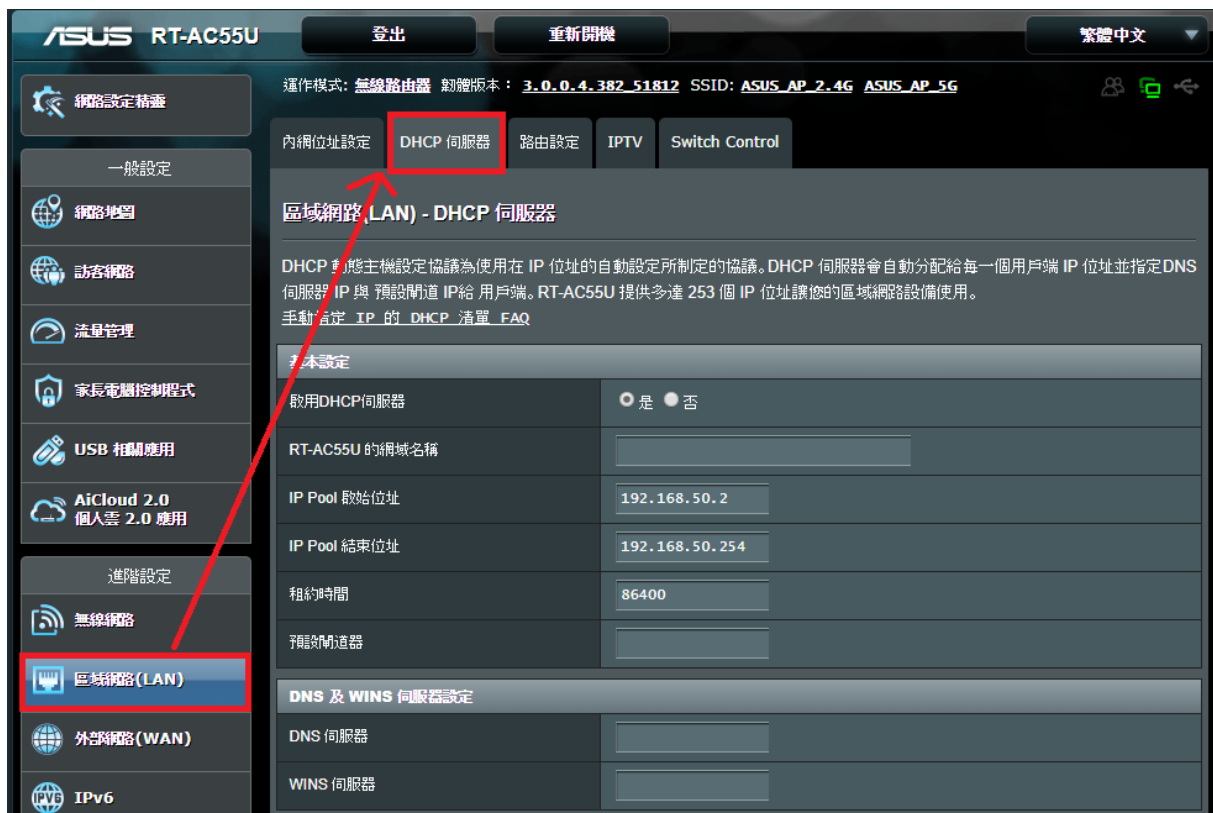 ASUS RT-AC55U 登出 重新開機 繁體中文
運作模式: 無線路由器 韌體版本: 3.0.0.4.382_51812 SSID: ASUS_AP_2.4G ASUS_AP_5G
網路設定精靈
一般設定
網路地圖
訪客網路
流量管理
家長電腦控制程式
USB 相關應用
AiCloud 2.0
個人雲 2.0 應用
進階設定
無線網路
區域網路(LAN)
外部網路(WAN)
IPv6
內網位址設定 DHCP 伺服器 路由設定 IPTV Switch Control
區域網路(LAN) - DHCP 伺服器
DHCP 動態主機設定協議為使用在 IP 位址的自動設定所制定的協議。DHCP 伺服器會自動分配給每一個用戶端 IP 位址並指定DNS
伺服器 IP 與 預設閘道 IP給 用戶端。RT-AC55U 提供多達 253 個 IP 位址讓您的區域網路設備使用。
手動指定 IP 的 DHCP 清單 FAQ
基本設定
啟用DHCP伺服器 是 否
RT-AC55U 的網域名稱
IP Pool 啟始位址 192.168.50.2
IP Pool 結束位址 192.168.50.254
租約時間 86400
預設閘道器
DNS 及 WINS 伺服器設定
DNS 伺服器
WINS 伺服器